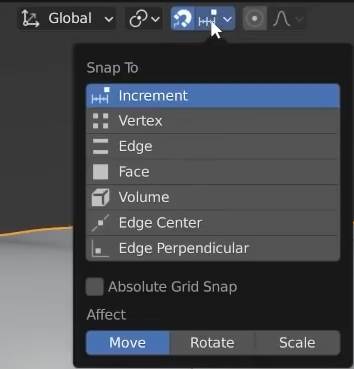 Global
Snap To
Increment
Vertex
Edge
Face
Volume
Edge Center
Edge Perpendicular
Absolute Grid Snap
Affect
Move Rotate Scale